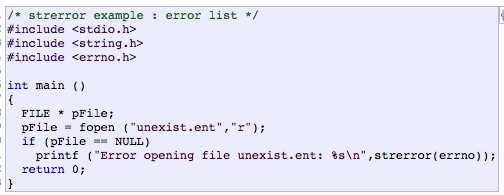 /* strerror example : error list */
#include <stdio.h>
#include <string.h>
#include <errno.h>

int main ()
{
  FILE * pFile;
  pFile = fopen ("unexist.ent","r");
  if (pFile == NULL)
    printf ("Error opening file unexist.ent: %s\n",strerror(errno));
  return 0;
}